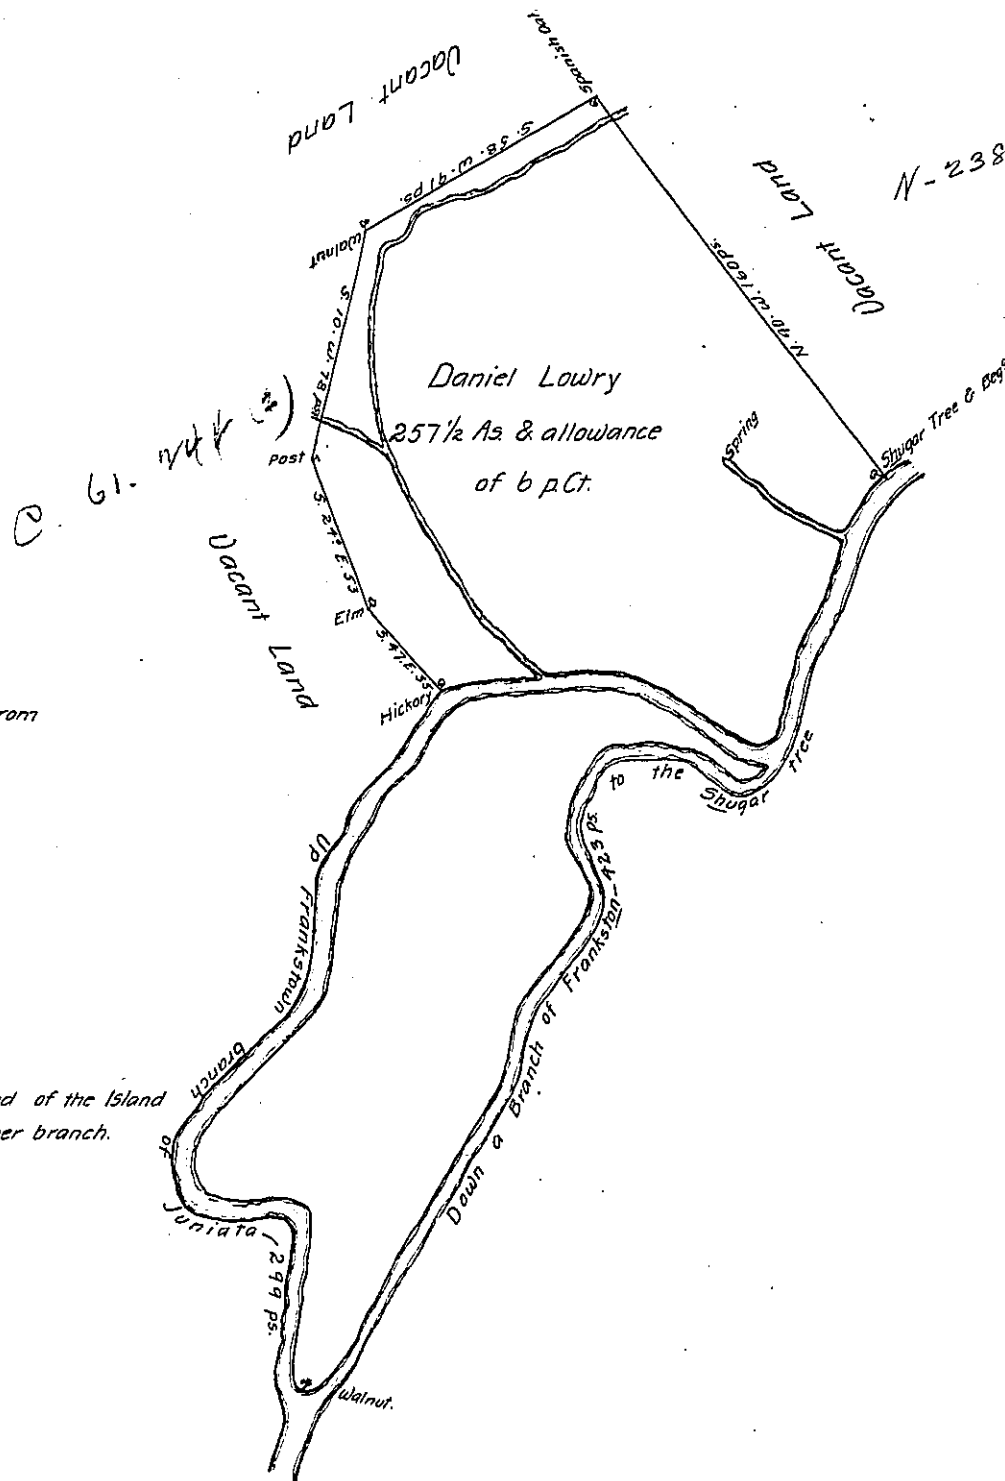 Spanish Oak
Vacant Land
S. 58. W. 91 ps.
Vacant Land
N-238
Walnut
N. 40. W. 160 ps.
S. 10. W. 78 ps.
Daniel Lowry
257½ As. & allowance
of 6 p.Ct.
Spring
Shugar Tree & Beg⁹
C. 61.
Post
S. 24° E. 53
Vacant Land
Elm
S. 47. E. 35
Hickory
rom
Up Frankstown Branch of Juniata / 299 ps.
Down a Branch of Frankston - 423 ps. to the Shugar tree
d of the Island
er branch.
Walnut.